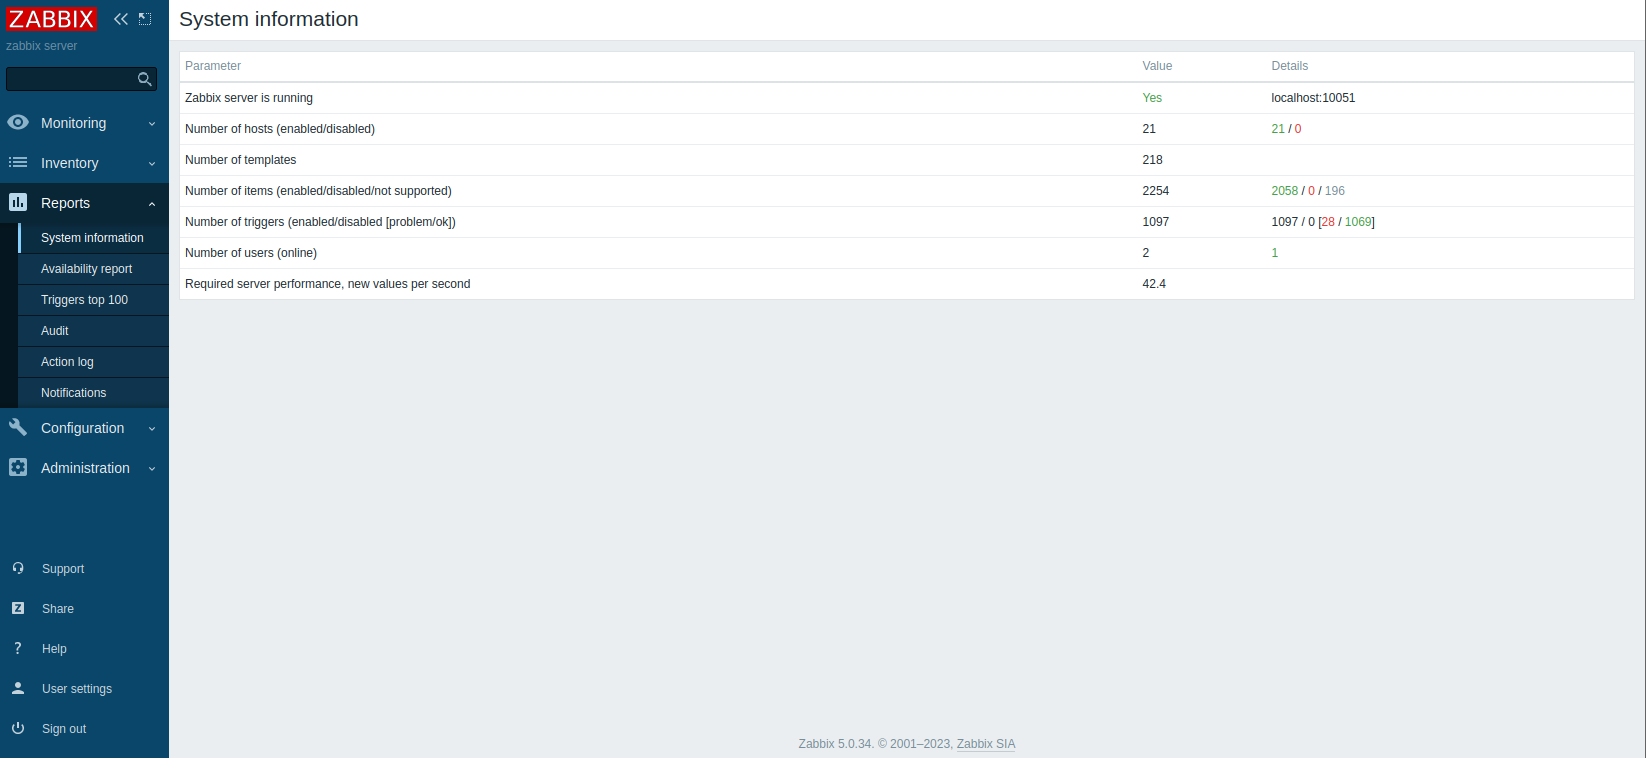 ZABBIX
zabbix server
Monitoring
Inventory
Reports
System information
Availability report
Triggers top 100
Audit
Action log
Notifications
Configuration
Administration
Support
Share
Help
User settings
Sign out
System information
Parameter Value Details
Zabbix server is running Yes localhost:10051
Number of hosts (enabled/disabled) 21 21 / 0
Number of templates 218
Number of items (enabled/disabled/not supported) 2254 2058 / 0 / 196
Number of triggers (enabled/disabled [problem/ok]) 1097 1097 / 0 [28 / 1069]
Number of users (online) 2 1
Required server performance, new values per second 42.4
Zabbix 5.0.34. © 2001–2023, Zabbix SIA